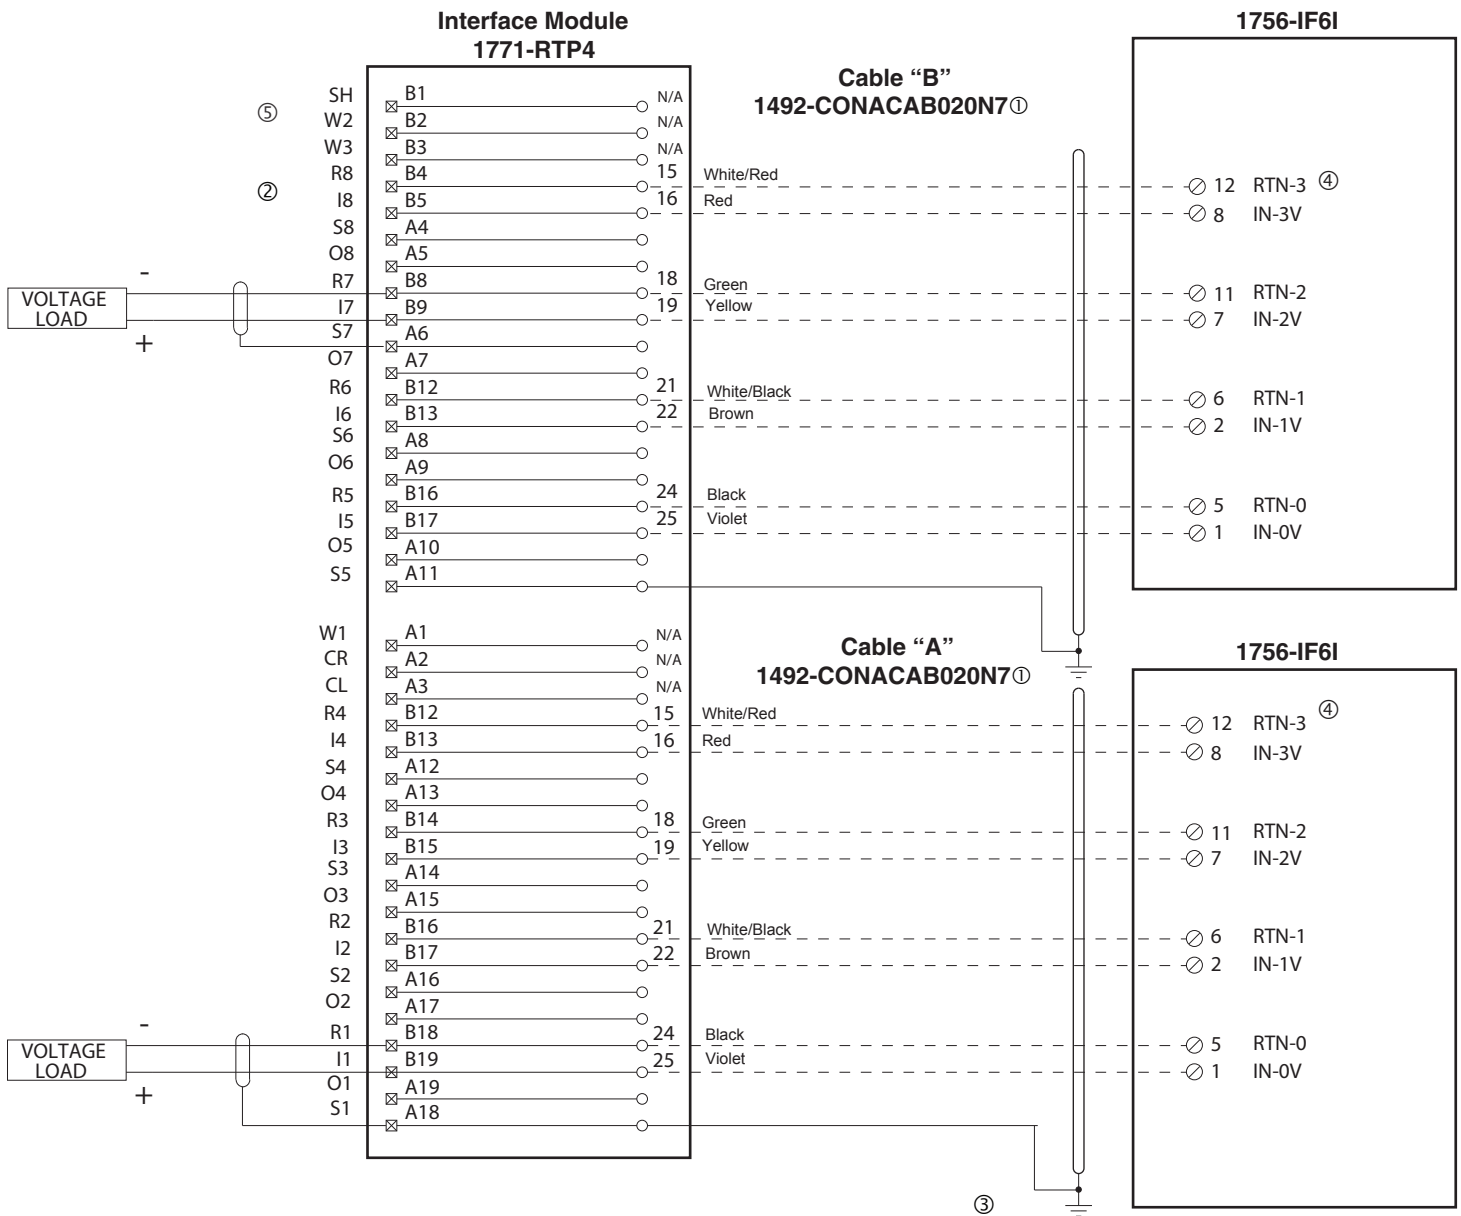 Interface Module
1771-RTP4
1756-IF6I
Cable “B”
1492-CONACAB020N7①
⑤
②
SH B1 N/A
W2 B2 N/A
W3 B3 N/A
R8 B4 15 White/Red 12 RTN-3 ④
I8 B5 16 Red 8 IN-3V
S8 A4
O8 A5
R7 B8 18 Green 11 RTN-2
I7 B9 19 Yellow 7 IN-2V
S7 A6
O7 A7
R6 B12 21 White/Black 6 RTN-1
I6 B13 22 Brown 2 IN-1V
S6 A8
O6 A9
R5 B16 24 Black 5 RTN-0
I5 B17 25 Violet 1 IN-0V
O5 A10
S5 A11
-
VOLTAGE
LOAD
+
Cable “A”
1492-CONACAB020N7①
1756-IF6I
W1 A1 N/A
CR A2 N/A
CL A3 N/A
R4 B12 15 White/Red 12 RTN-3 ④
I4 B13 16 Red 8 IN-3V
S4 A12
O4 A13
R3 B14 18 Green 11 RTN-2
I3 B15 19 Yellow 7 IN-2V
S3 A14
O3 A15
R2 B16 21 White/Black 6 RTN-1
I2 B17 22 Brown 2 IN-1V
S2 A16
O2 A17
R1 B18 24 Black 5 RTN-0
I1 B19 25 Violet 1 IN-0V
O1 A19
S1 A18
-
VOLTAGE
LOAD
+
③